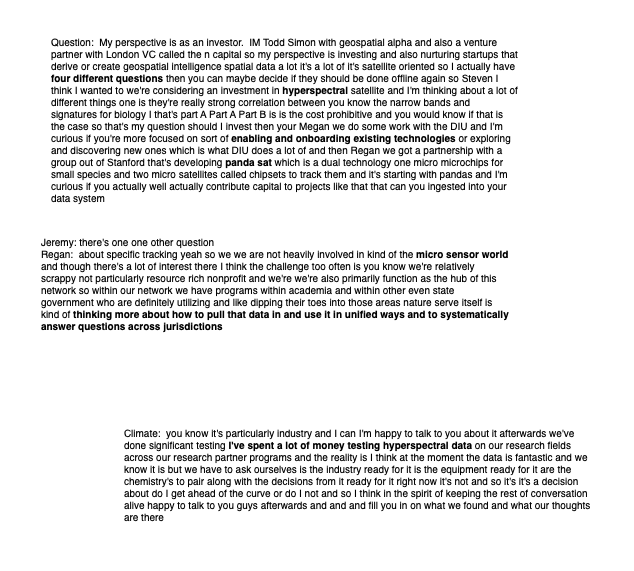 Question:  My perspective is as an investor.  IM Todd Simon with geospatial alpha and also a venture
partner with London VC called the n capital so my perspective is investing and also nurturing startups that
derive or create geospatial intelligence spatial data a lot it's a lot of it's satellite oriented so I actually have
four different questions then you can maybe decide if they should be done offline again so Steven I
think I wanted to we're considering an investment in hyperspectral satellite and I'm thinking about a lot of
different things one is they're really strong correlation between you know the narrow bands and
signatures for biology I that's part A Part A Part B is is the cost prohibitive and you would know if that is
the case so that's my question should I invest then your Megan we do some work with the DIU and I'm
curious if you're more focused on sort of enabling and onboarding existing technologies or exploring
and discovering new ones which is what DIU does a lot of and then Regan we got a partnership with a
group out of Stanford that's developing panda sat which is a dual technology one micro microchips for
small species and two micro satellites called chipsets to track them and it's starting with pandas and I'm
curious if you actually well actually contribute capital to projects like that that can you ingested into your
data system
Jeremy: there's one one other question
Regan:  about specific tracking yeah so we we are not heavily involved in kind of the micro sensor world
and though there's a lot of interest there I think the challenge too often is you know we're relatively
scrappy not particularly resource rich nonprofit and we're we're also primarily function as the hub of this
network so within our network we have programs within academia and within other even state
government who are definitely utilizing and like dipping their toes into those areas nature serve itself is
kind of thinking more about how to pull that data in and use it in unified ways and to systematically
answer questions across jurisdictions
Climate:  you know it's particularly industry and I can I'm happy to talk to you about it afterwards we've
done significant testing I've spent a lot of money testing hyperspectral data on our research fields
across our research partner programs and the reality is I think at the moment the data is fantastic and we
know it is but we have to ask ourselves is the industry ready for it is the equipment ready for it are the
chemistry's to pair along with the decisions from it ready for it right now it's not and so it's it's a decision
about do I get ahead of the curve or do I not and so I think in the spirit of keeping the rest of conversation
alive happy to talk to you guys afterwards and and and fill you in on what we found and what our thoughts
are there